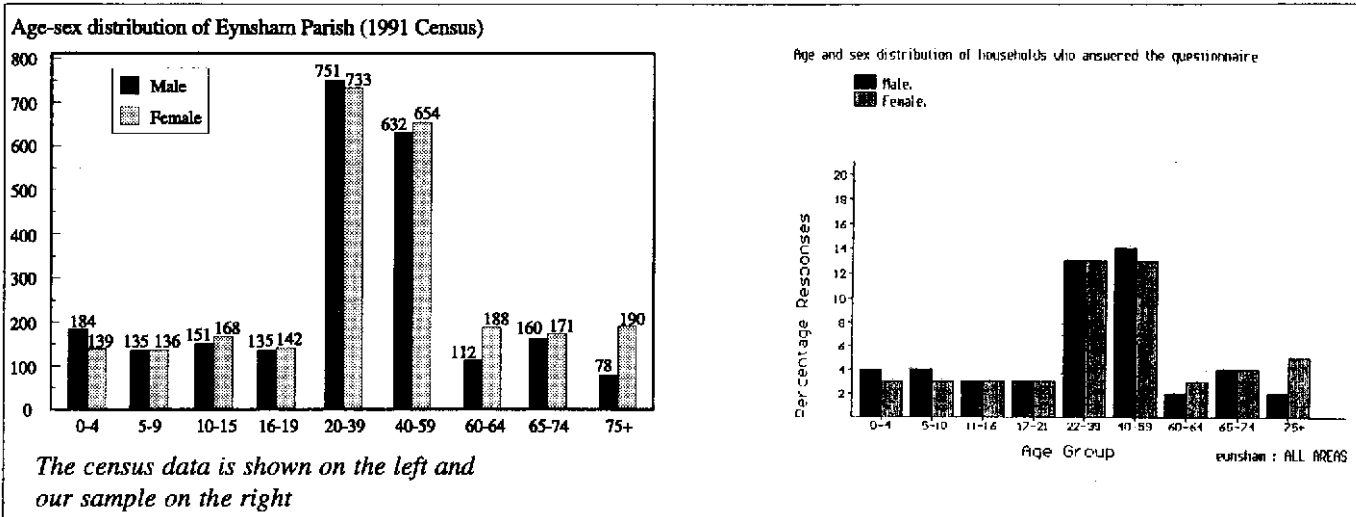 Age-sex distribution of Eynsham Parish (1991 Census)
800
700
600
500
400
300
200
100
0
Male
Female
184
139
135
136
151
168
135
142
751
733
632
654
112
188
160
171
78
190
0-4 5-9 10-15 16-19 20-39 40-59 60-64 65-74 75+
The census data is shown on the left and
our sample on the right
Age and sex distribution of households who answered the questionnaire
Male.
Female.
Percentage Responses
20
18
16
14
12
10
8
6
4
2
0-4 5-10 11-16 17-21 22-39 40-59 60-64 65-74 75+
Age Group
eynsham : ALL AREAS